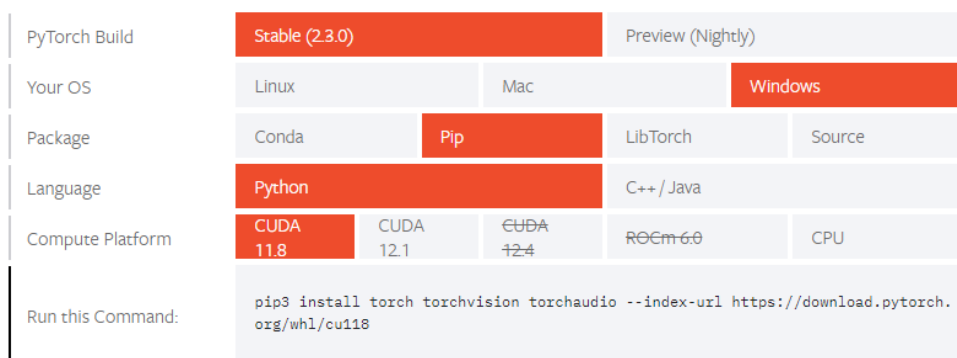 PyTorch Build Stable (2.3.0) Preview (Nightly)
Your OS Linux Mac Windows
Package Conda Pip LibTorch Source
Language Python C++ / Java
Compute Platform CUDA 11.8 CUDA 12.1 CUDA 12.4 ROCm 6.0 CPU
Run this Command: pip3 install torch torchvision torchaudio --index-url https://download.pytorch.
org/whl/cu118